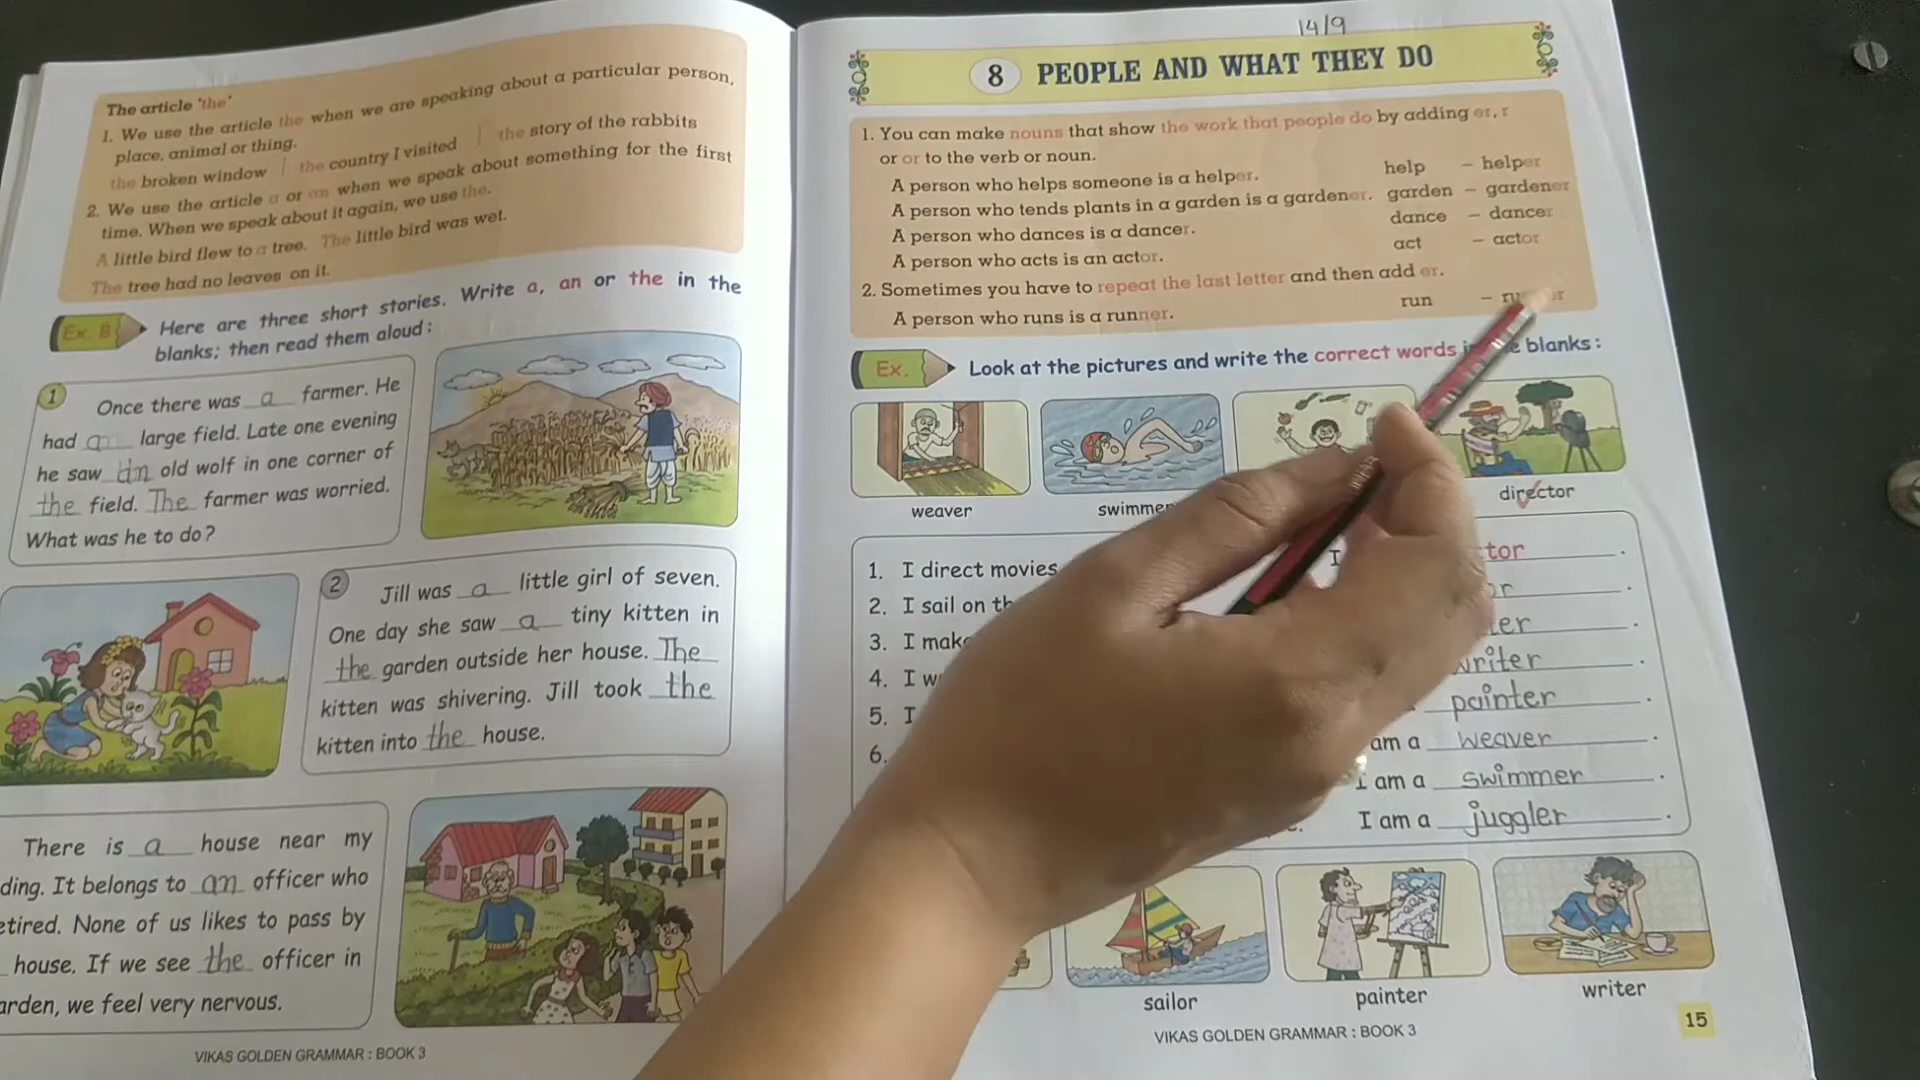 The article 'the'
1. We use the article the when we are speaking about a particular person,
place, animal or thing.
the broken window | the country I visited | the story of the rabbits
2. We use the article a or an when we speak about something for the first
time. When we speak about it again, we use the.
A little bird flew to a tree. The little bird was wet.
The tree had no leaves on it.
Ex. B Here are three short stories. Write a, an or the in the
blanks; then read them aloud:
1 Once there was a farmer. He
had a large field. Late one evening
he saw an old wolf in one corner of
the field. The farmer was worried.
What was he to do?
2 Jill was a little girl of seven.
One day she saw a tiny kitten in
the garden outside her house. The
kitten was shivering. Jill took the
kitten into the house.
There is a house near my
ding. It belongs to an officer who
etired. None of us likes to pass by
house. If we see the officer in
arden, we feel very nervous.
VIKAS GOLDEN GRAMMAR : BOOK 3
14/9
8 PEOPLE AND WHAT THEY DO
1. You can make nouns that show the work that people do by adding er, r
or or to the verb or noun.
A person who helps someone is a helper. help – helper
A person who tends plants in a garden is a gardener. garden – gardener
A person who dances is a dancer. dance – dancer
A person who acts is an actor. act – actor
2. Sometimes you have to repeat the last letter and then add er.
A person who runs is a runner. run –
Ex. Look at the pictures and write the correct words blanks:
weaver swimmer director
1. I direct movies I tor.
2. I sail on th or.
3. I make er.
4. I w writer.
5. I painter.
6. am a weaver.
I am a swimmer.
I am a juggler.
sailor painter writer
VIKAS GOLDEN GRAMMAR : BOOK 3
15